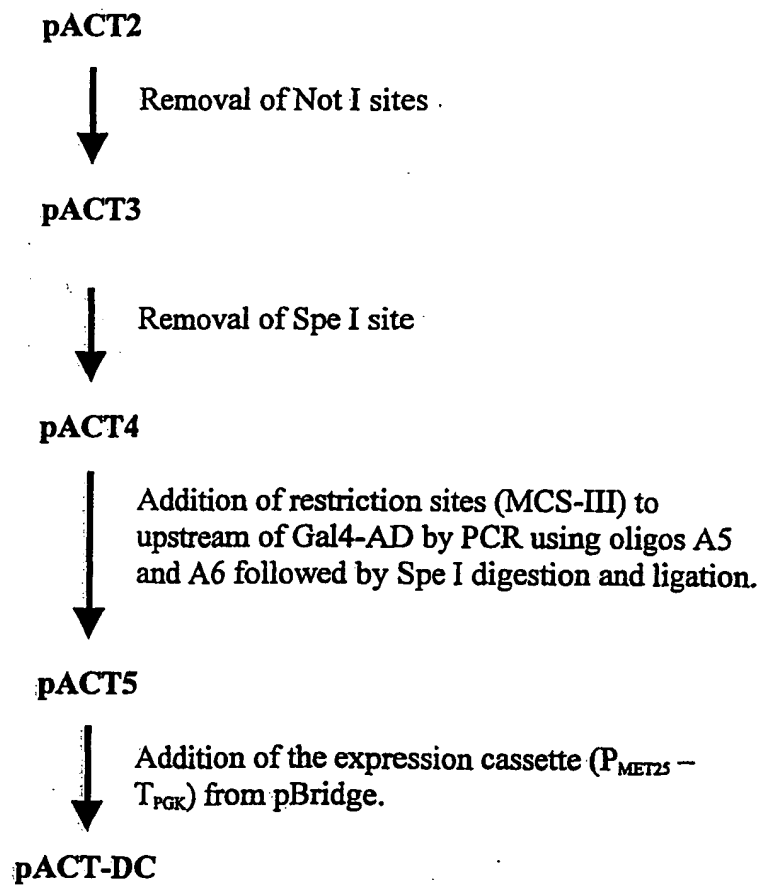 pACT2
Removal of Not I sites
pACT3
Removal of Spe I site
pACT4
Addition of restriction sites (MCS-III) to
upstream of Gal4-AD by PCR using oligos A5
and A6 followed by Spe I digestion and ligation.
pACT5
Addition of the expression cassette (PMET25 –
TPGK) from pBridge.
pACT-DC